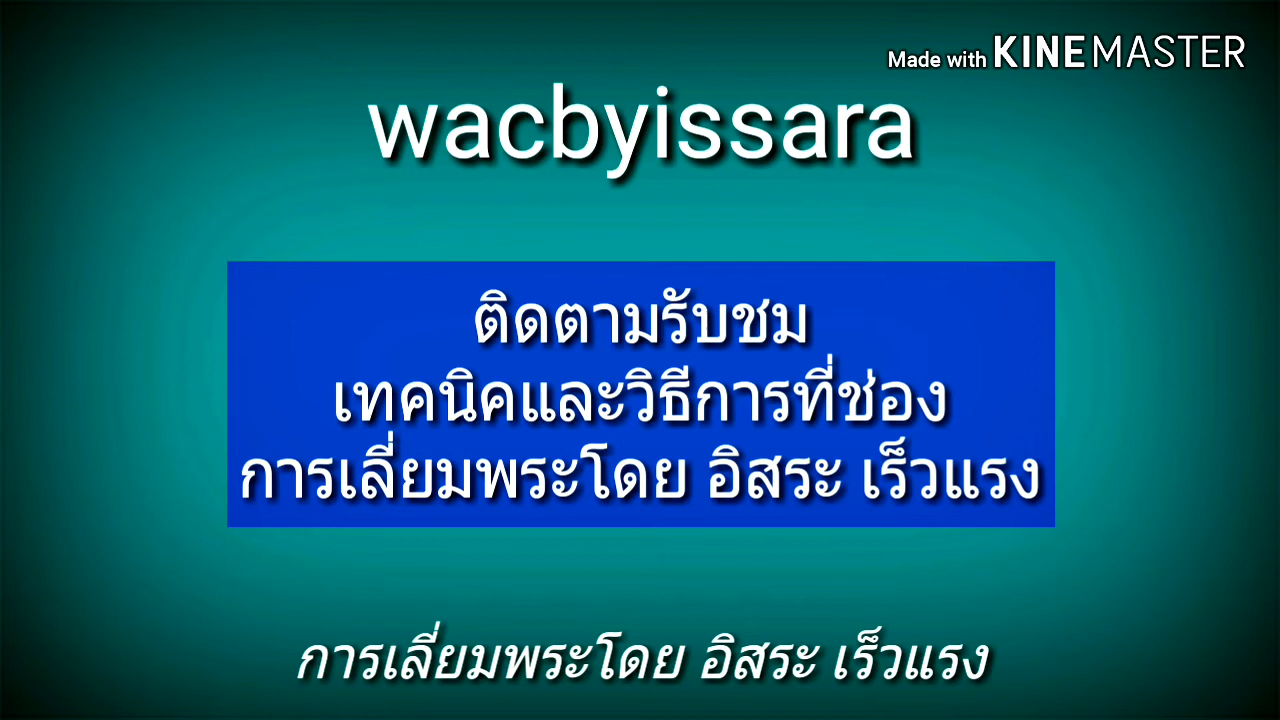 Made with KINEMASTER
wacbyissara
ติดตามรับชม
เทคนิคและวิธีการที่ช่อง
การเลี่ยมพระโดย อิสระ เร็วแรง
การเลี่ยมพระโดย อิสระ เร็วแรง